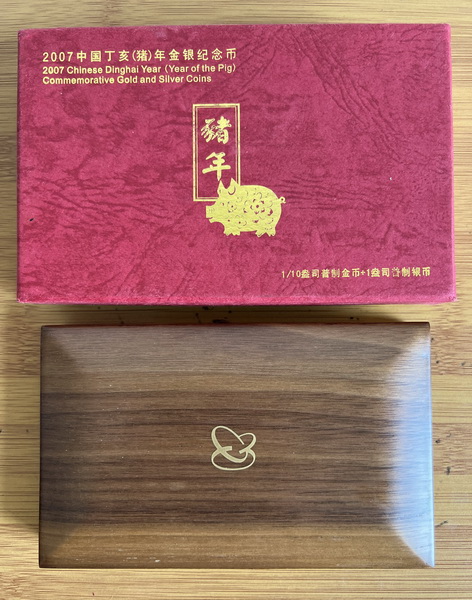 2007中国丁亥(猪)年金银纪念币
2007 Chinese Dinghai Year (Year of the Pig)
Commemorative Gold and Silver Coins
豬年
1/10盎司普制金币+1盎司普制银币